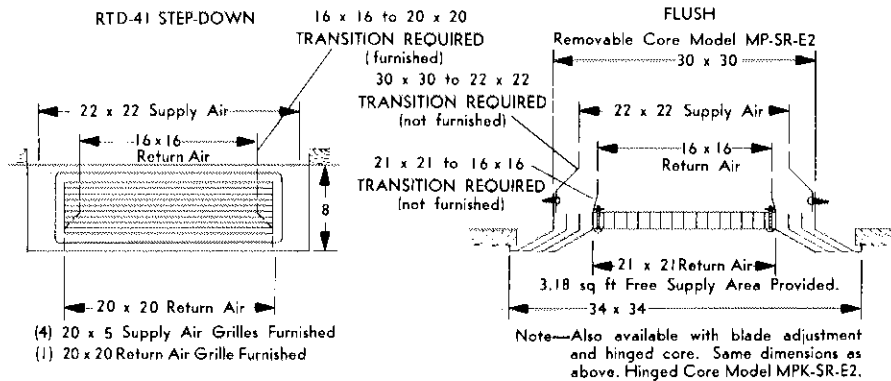 RTD-41 STEP-DOWN
16 x 16 to 20 x 20
TRANSITION REQUIRED
(furnished)
22 x 22 Supply Air
16x16
Return Air
8
20 x 20 Return Air
(4) 20 x 5 Supply Air Grilles Furnished
(1) 20 x 20 Return Air Grille Furnished
FLUSH
Removable Core Model MP-SR-E2
30 x 30
30 x 30 to 22 x 22
TRANSITION REQUIRED
(not furnished)
22 x 22 Supply Air
16 x 16
Return Air
21 x 21 to 16 x 16
TRANSITION REQUIRED
(not furnished)
21 x 21 Return Air
3.18 sq ft Free Supply Area Provided.
34 x 34
Note—Also available with blade adjustment
and hinged core. Same dimensions as
above. Hinged Core Model MPK-SR-E2.